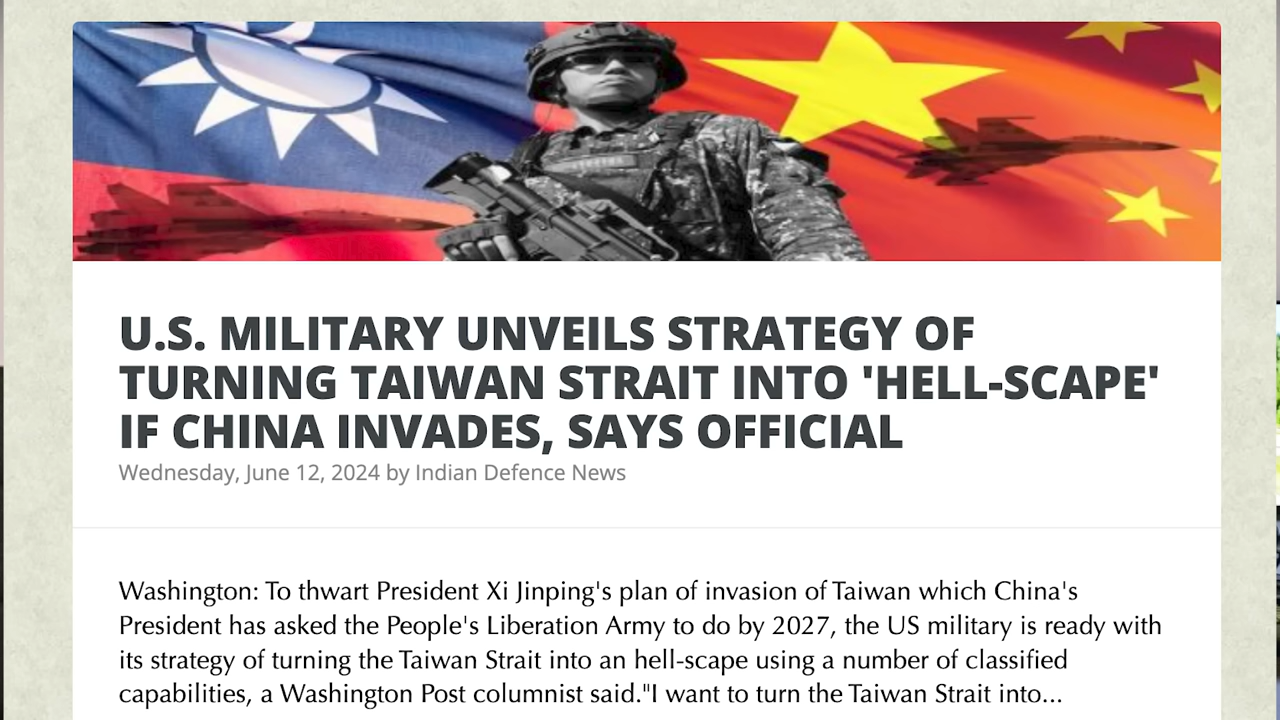 U.S. MILITARY UNVEILS STRATEGY OF
TURNING TAIWAN STRAIT INTO 'HELL-SCAPE'
IF CHINA INVADES, SAYS OFFICIAL
Wednesday, June 12, 2024 by Indian Defence News
Washington: To thwart President Xi Jinping's plan of invasion of Taiwan which China's
President has asked the People's Liberation Army to do by 2027, the US military is ready with
its strategy of turning the Taiwan Strait into an hell-scape using a number of classified
capabilities, a Washington Post columnist said."I want to turn the Taiwan Strait into...